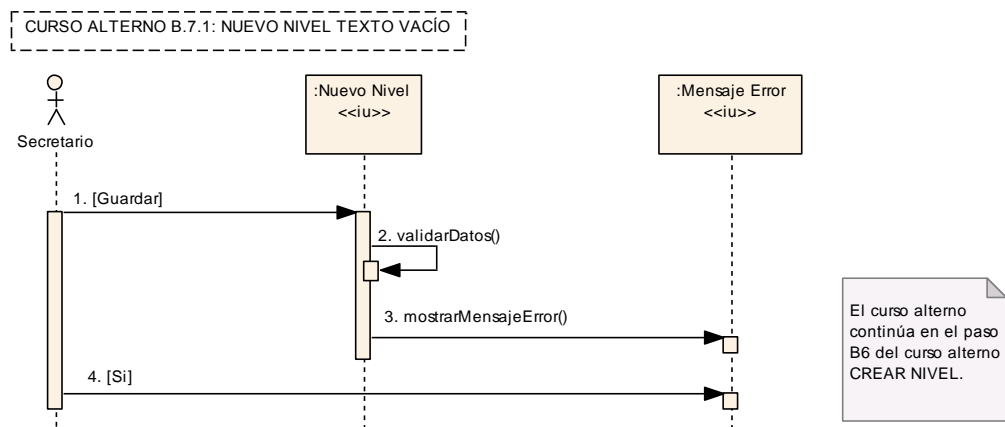 CURSO ALTERNO B.7.1: NUEVO NIVEL TEXTO VACÍO
:Nuevo Nivel
<<iu>>
:Mensaje Error
<<iu>>
Secretario
1. [Guardar]
2. validarDatos()
3. mostrarMensajeError()
4. [Si]
El curso alterno
continúa en el paso
B6 del curso alterno
CREAR NIVEL.